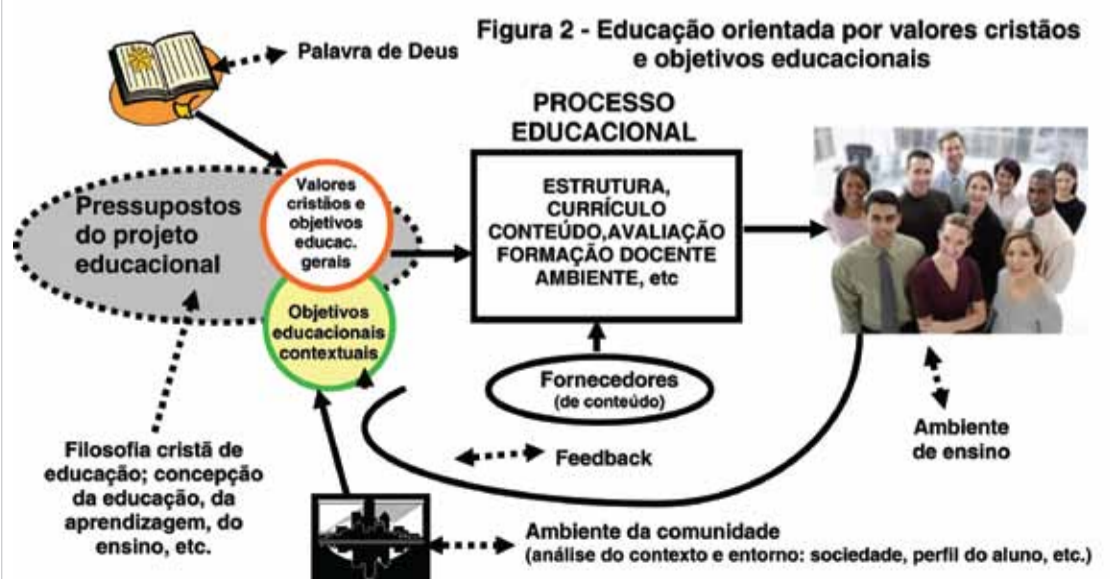 Figura 2 - Educação orientada por valores cristãos
e objetivos educacionais
Palavra de Deus
PROCESSO
EDUCACIONAL
Pressupostos
do projeto
educacional
Valores
cristãos e
objetivos
educac.
gerais
ESTRUTURA,
CURRÍCULO
CONTEÚDO,AVALIAÇÃO
FORMAÇÃO DOCENTE
AMBIENTE, etc
Objetivos
educacionais
contextuais
Fornecedores
(de conteúdo)
Ambiente
de ensino
Filosofia cristã de
educação; concepção
da educação, da
aprendizagem, do
ensino, etc.
Feedback
Ambiente da comunidade
(análise do contexto e entorno: sociedade, perfil do aluno, etc.)